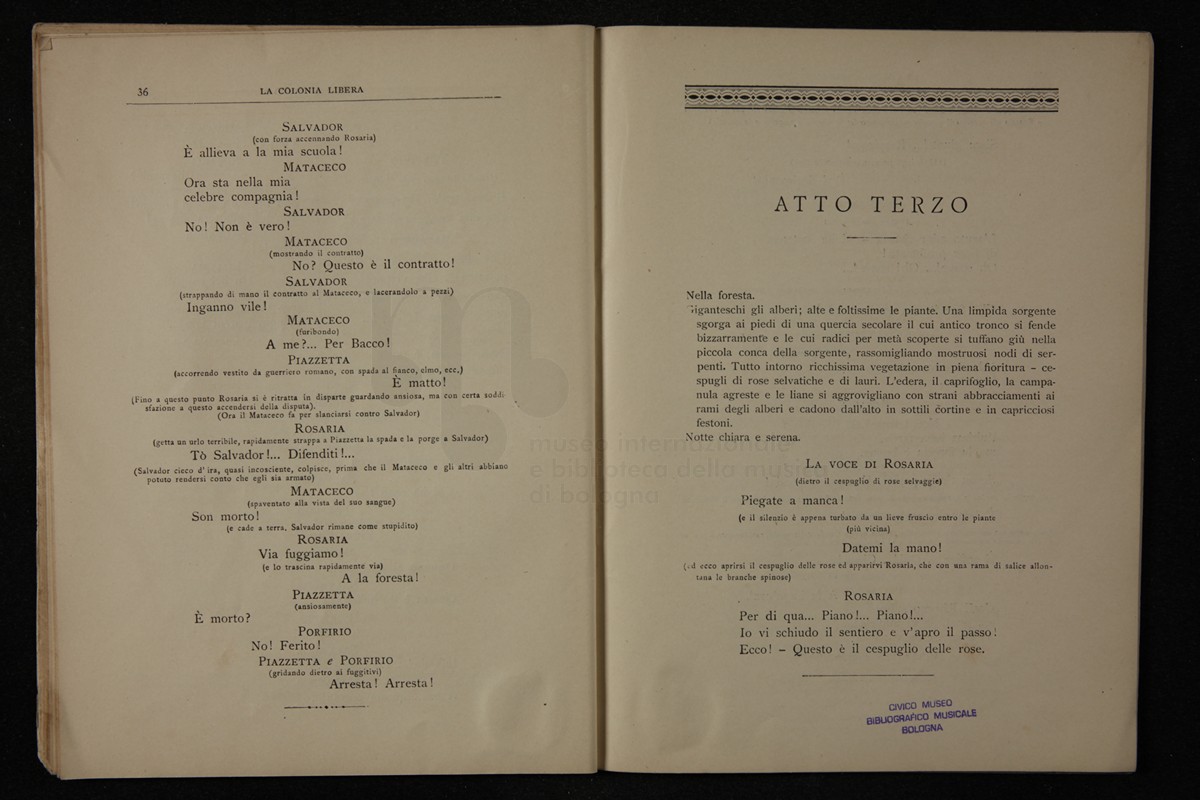 36
LA COLONIA LIBERA
SALVADOR
(con forza accennando Rosaria)
È allieva a la mia scuola!
MATACECO
Ora sta nella mia
celebre compagnia!
SALVADOR
No! Non è vero!
MATACECO
(mostrando il contratto)
No? Questo è il contratto!
SALVADOR
(strappando di mano il contratto al Mataceco, e lacerandolo a pezzi)
Inganno vile!
MATACECO
(furibondo)
A me?... Per Bacco!
PIAZZETTA
(accorrendo vestito da guerriero romano, con spada al fianco, elmo, ecc,)
È matto!
(Fino a questo punto Rosaria si è ritratta in disparte guardando ansiosa, ma con certa soddi-
sfazione a questo accendersi della disputa).
(Ora il Mataceco fa per slanciarsi contro Salvador)
ROSARIA
(getta un urlo terribile, rapidamente strappa a Piazzetta la spada e la porge a Salvador)
Tò Salvador!... Difenditi!...
(Salvador cieco d'ira, quasi incosciente, colpisce, prima che il Mataceco e gli altri abbiano
potuto rendersi conto che egli sia armato)
MATACECO
(spaventato alla vista del suo sangue)
Son morto!
(e cade a terra, Salvador rimane come stupidito)
ROSARIA
Via fuggiamo!
(e lo trascina rapidamente via)
A la foresta!
PIAZZETTA
(ansiosamente)
È morto?
PORFIRIO
No! Ferito!
PIAZZETTA e PORFIRIO
(gridando dietro ai fuggitivi)
Arresta! Arresta!
ATTO TERZO
Nella foresta.
Giganteschi gli alberi; alte e foltissime le piante. Una limpida sorgente
sgorga ai piedi di una quercia secolare il cui antico tronco si fende
bizzarramente e le cui radici per metà scoperte si tuffano giù nella
piccola conca della sorgente, rassomigliando mostruosi nodi di ser-
penti. Tutto intorno ricchissima vegetazione in piena fioritura – ce-
spugli di rose selvatiche e di lauri. L'edera, il caprifoglio, la campa-
nula agreste e le liane si aggrovigliano con strani abbracciamenti ai
rami degli alberi e cadono dall'alto in sottili cortine e in capricciosi
festoni.
Notte chiara e serena.
LA VOCE DI ROSARIA
(dietro il cespuglio di rose selvaggie)
Piegate a manca!
(e il silenzio è appena turbato da un lieve fruscio entro le piante
(più vicina)
Datemi la mano!
(ed ecco aprirsi il cespuglio delle rose ed apparirvi Rosaria, che con una rama di salice allon-
tana le branche spinose)
ROSARIA
Per di qua... Piano!... Piano!...
Io vi schiudo il sentiero e v'apro il passo!
Ecco! – Questo è il cespuglio delle rose.
CIVICO MUSEO
BIBLIOGRAFICO MUSICALE
BOLOGNA
museo internazionale
e biblioteca della musica
di bologna